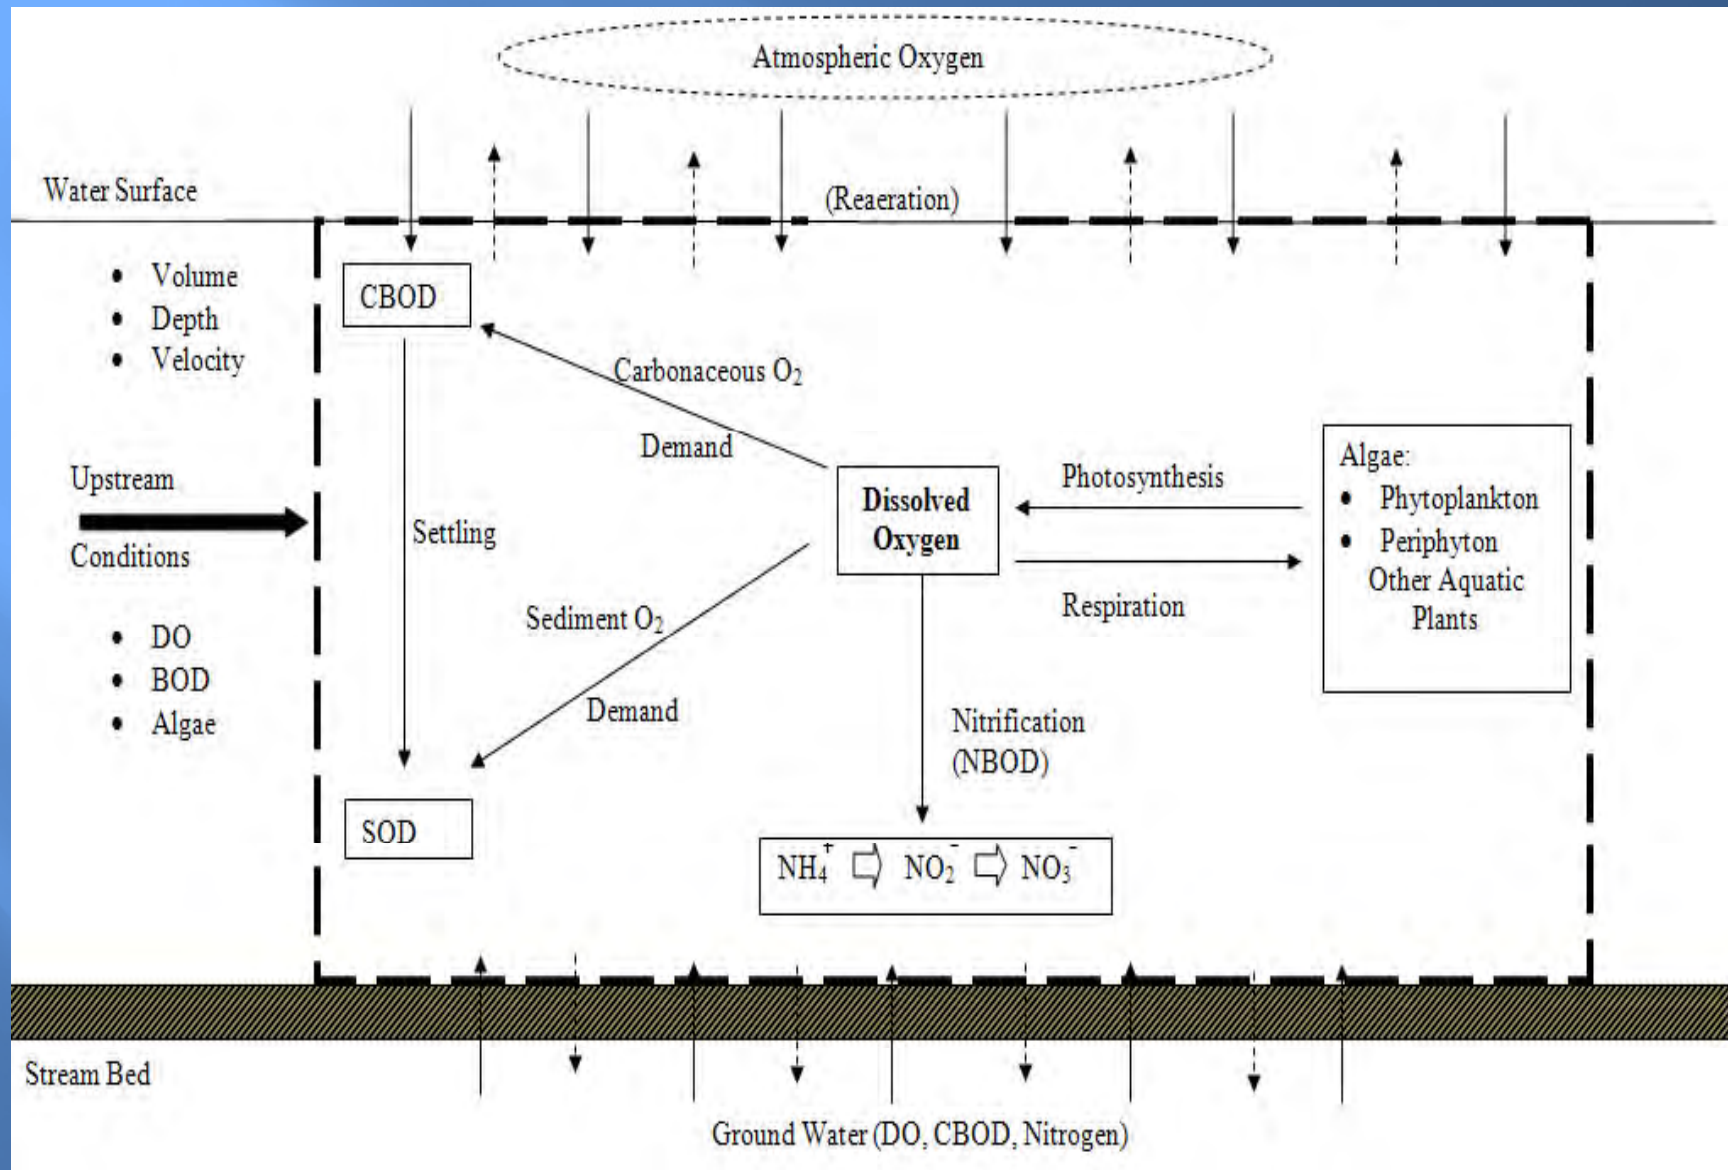 Atmospheric Oxygen
Water Surface
(Reaeration)
• Volume
• Depth
• Velocity
CBOD
Carbonaceous O₂
Demand
Upstream
Conditions
• DO
• BOD
• Algae
Settling
Dissolved
Oxygen
Photosynthesis
Respiration
Algae:
• Phytoplankton
• Periphyton
Other Aquatic
Plants
Sediment O₂
Demand
Nitrification
(NBOD)
SOD
NH₄⁺ ⇨ NO₂⁻ ⇨ NO₃⁻
Stream Bed
Ground Water (DO, CBOD, Nitrogen)